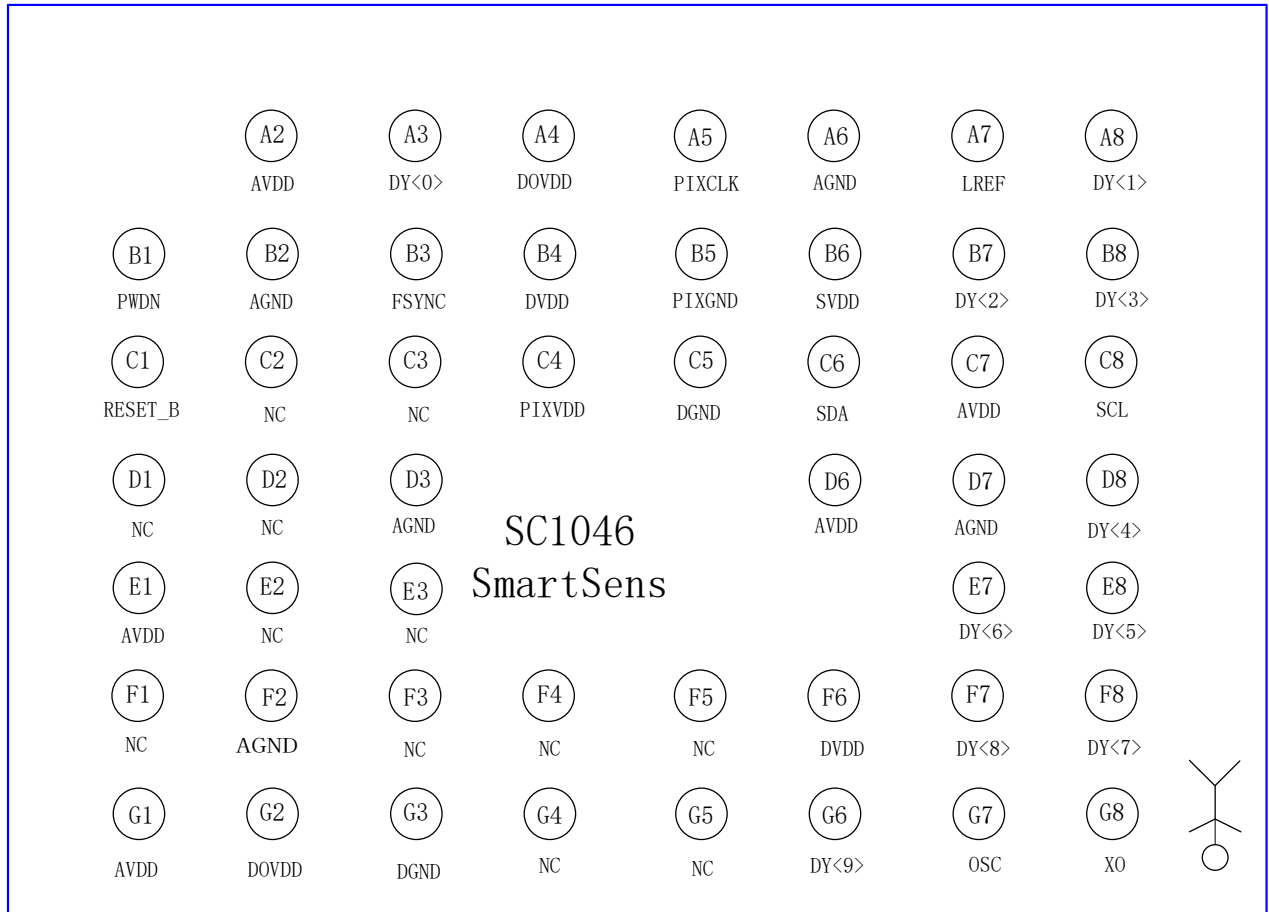 A2 A3 A4 A5 A6 A7 A8
AVDD DY<0> DOVDD PIXCLK AGND LREF DY<1>
B1 B2 B3 B4 B5 B6 B7 B8
PWDN AGND FSYNC DVDD PIXGND SVDD DY<2> DY<3>
C1 C2 C3 C4 C5 C6 C7 C8
RESET_B NC NC PIXVDD DGND SDA AVDD SCL
D1 D2 D3 D6 D7 D8
NC NC AGND AVDD AGND DY<4>
SC1046
SmartSens
E1 E2 E3 E7 E8
AVDD NC NC DY<6> DY<5>
F1 F2 F3 F4 F5 F6 F7 F8
NC AGND NC NC NC DVDD DY<8> DY<7>
G1 G2 G3 G4 G5 G6 G7 G8
AVDD DOVDD DGND NC NC DY<9> OSC XO